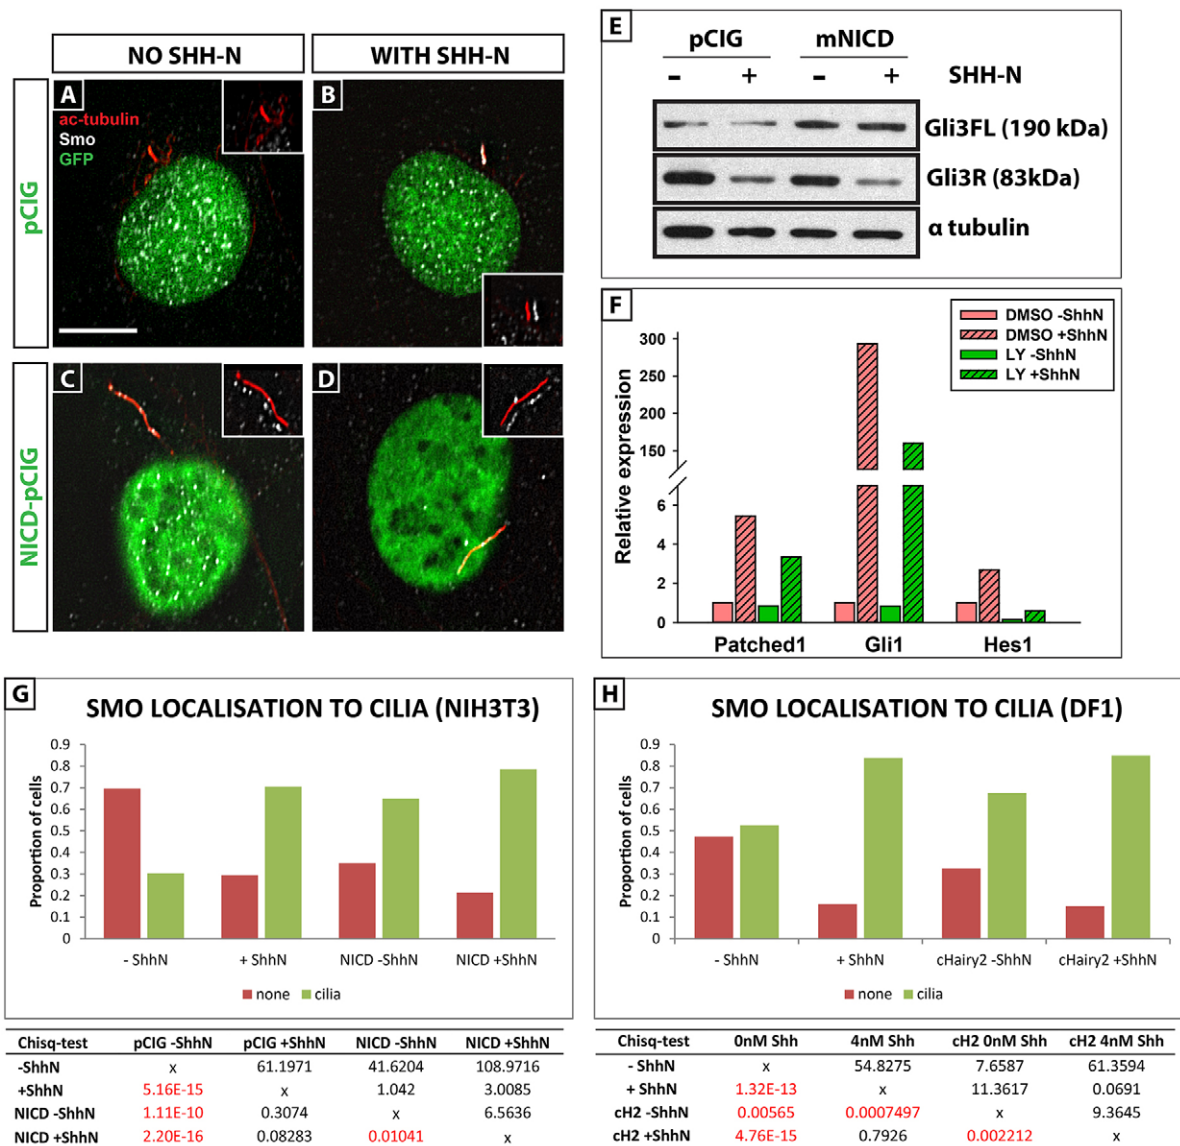 NO SHH-N
WITH SHH-N
pCIG
NICD-pCIG
A
ac-tubulin
Smo
GFP
B
C
D
E
pCIG mNICD
- + - + SHH-N
Gli3FL (190 kDa)
Gli3R (83kDa)
α tubulin
F
DMSO -ShhN
DMSO +ShhN
LY -ShhN
LY +ShhN
Relative expression
300
250
200
150
6
4
2
0
Patched1 Gli1 Hes1
G
SMO LOCALISATION TO CILIA (NIH3T3)
Proportion of cells
0.9
0.8
0.7
0.6
0.5
0.4
0.3
0.2
0.1
0
- ShhN + ShhN NICD -ShhN NICD +ShhN
none cilia
Chisq-test pCIG -ShhN pCIG +ShhN NICD -ShhN NICD +ShhN
-ShhN x 61.1971 41.6204 108.9716
+ShhN 5.16E-15 x 1.042 3.0085
NICD -ShhN 1.11E-10 0.3074 x 6.5636
NICD +ShhN 2.20E-16 0.08283 0.01041 x
H
SMO LOCALISATION TO CILIA (DF1)
Proportion of cells
0.9
0.8
0.7
0.6
0.5
0.4
0.3
0.2
0.1
0
- ShhN + ShhN cHairy2 -ShhN cHairy2 +ShhN
none cilia
Chisq-test 0nM Shh 4nM Shh cH2 0nM Shh cH2 4nM Shh
- ShhN x 54.8275 7.6587 61.3594
+ ShhN 1.32E-13 x 11.3617 0.0691
cH2 -ShhN 0.00565 0.0007497 x 9.3645
cH2 +ShhN 4.76E-15 0.7926 0.002212 x